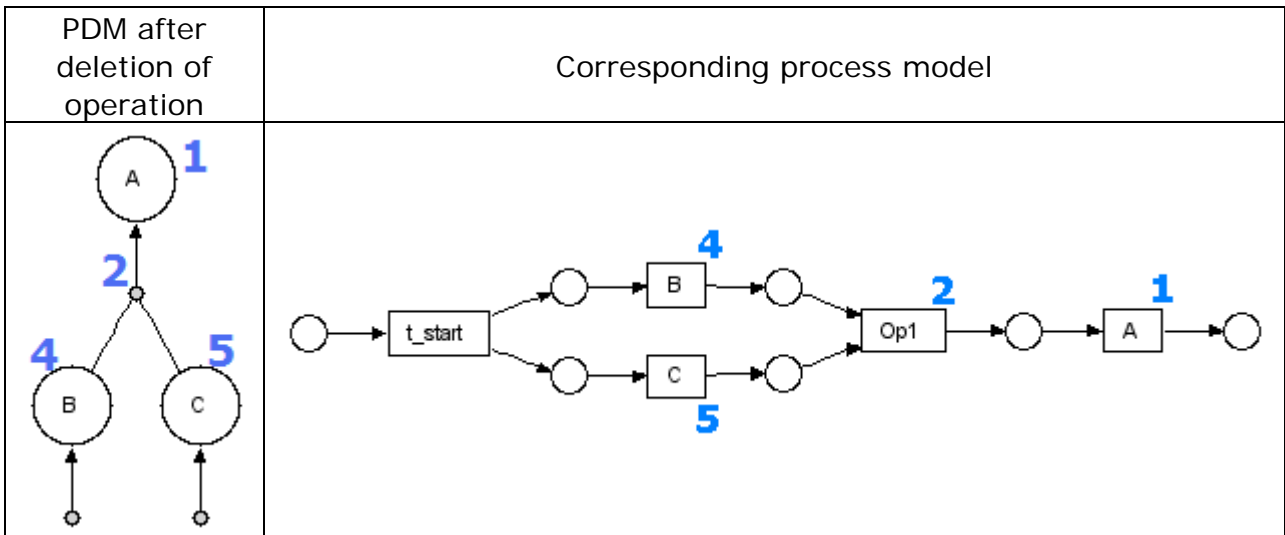 PDM after
deletion of
operation
Corresponding process model
A 1
2
4 5
B C
4
B
2
1
t_start
Op1
A
C
5